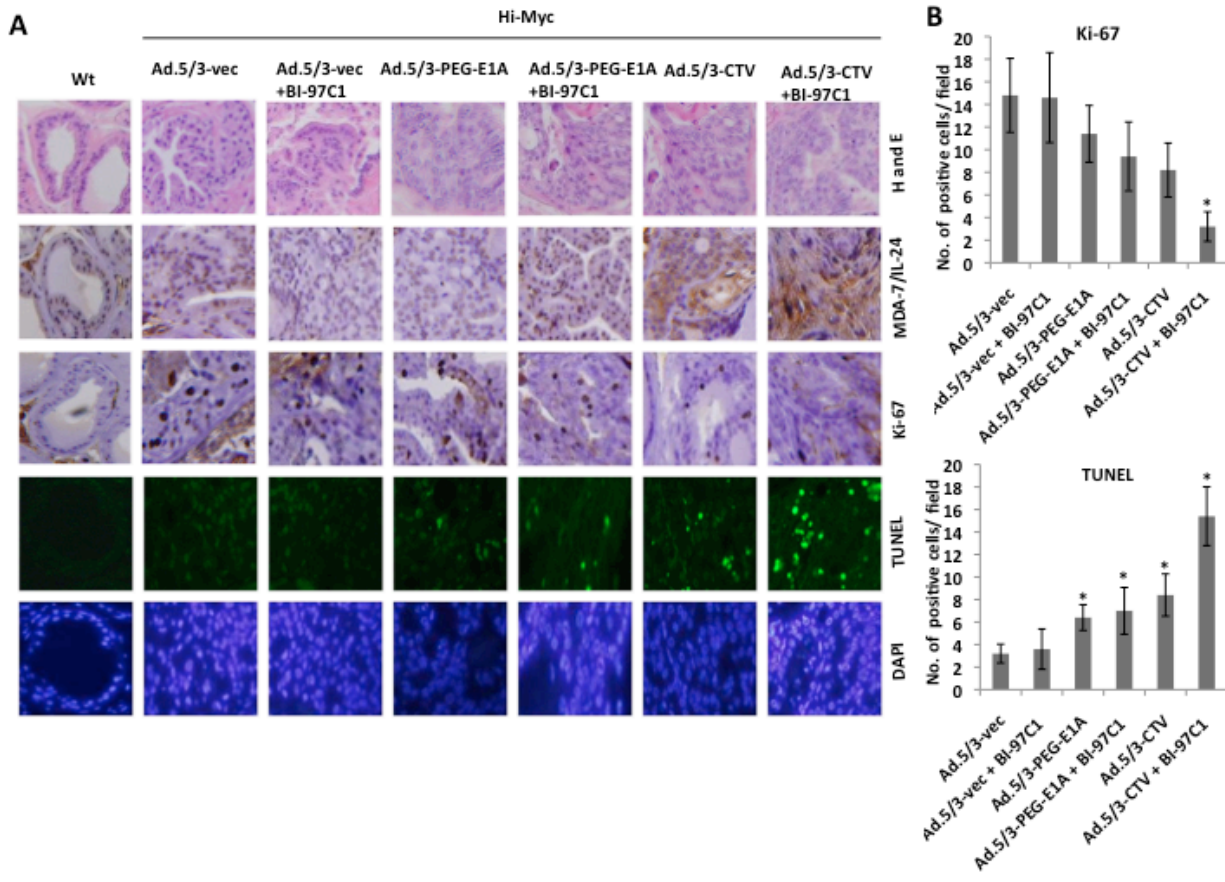 A
Hi-Myc
Wt
Ad.5/3-vec
Ad.5/3-vec
+BI-97C1
Ad.5/3-PEG-E1A
Ad.5/3-PEG-E1A
+BI-97C1
Ad.5/3-CTV
Ad.5/3-CTV
+BI-97C1
H and E
MDA-7/IL-24
Ki-67
TUNEL
DAPI
B
Ki-67
No. of positive cells/ field
20
18
16
14
12
10
8
6
4
2
0
*
Ad.5/3-vec
Ad.5/3-vec + BI-97C1
Ad.5/3-PEG-E1A
Ad.5/3-PEG-E1A + BI-97C1
Ad.5/3-CTV
Ad.5/3-CTV + BI-97C1
TUNEL
No. of positive cells/ field
20
18
16
14
12
10
8
6
4
2
0
*
*
*
*
Ad.5/3-vec
Ad.5/3-vec + BI-97C1
Ad.5/3-PEG-E1A
Ad.5/3-PEG-E1A + BI-97C1
Ad.5/3-CTV
Ad.5/3-CTV + BI-97C1